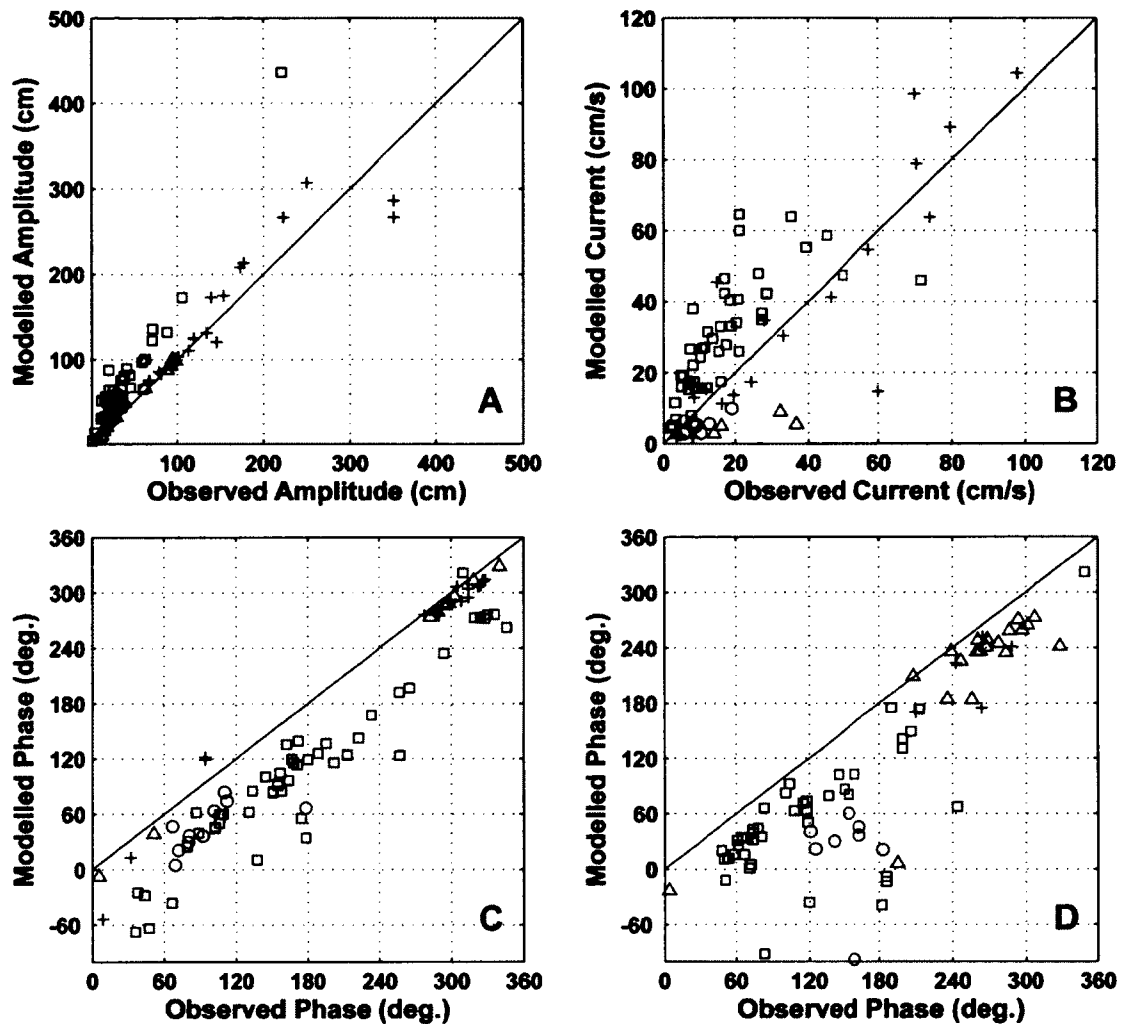 500
400
300
200
100
Modelled Amplitude (cm)
A
100 200 300 400 500
Observed Amplitude (cm)
120
100
80
60
40
20
0
Modelled Current (cm/s)
B
0 20 40 60 80 100 120
Observed Current (cm/s)
360
300
240
180
120
60
0
-60
Modelled Phase (deg.)
C
0 60 120 180 240 300 360
Observed Phase (deg.)
360
300
240
180
120
60
0
-60
Modelled Phase (deg.)
D
0 60 120 180 240 300 360
Observed Phase (deg.)